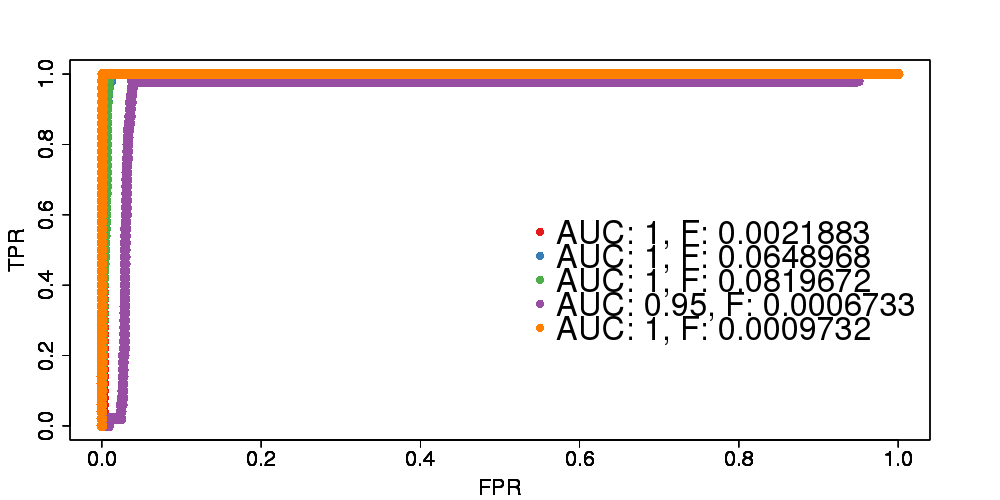 1.0
0.8
0.6
0.4
0.2
0.0
TPR
AUC: 1, F: 0.0021883
AUC: 1, F: 0.0648968
AUC: 1, F: 0.0819672
AUC: 0.95, F: 0.0006733
AUC: 1, F: 0.0009732
0.0 0.2 0.4 0.6 0.8 1.0
FPR